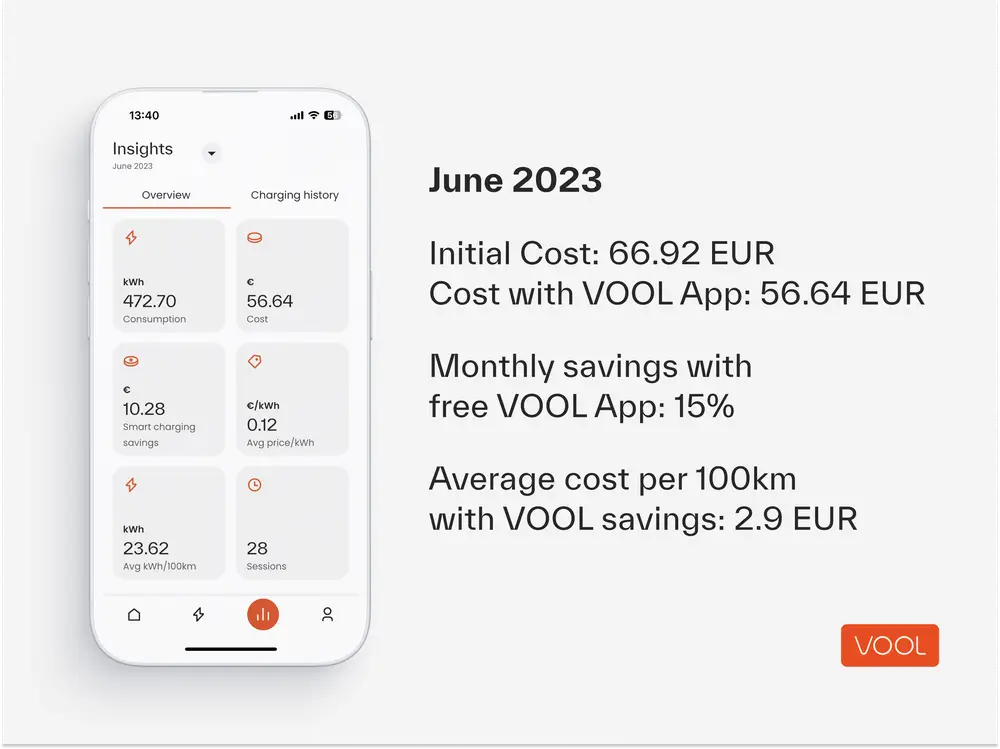 13:40
56
Insights
June 2023
Overview
Charging history
kWh
472.70
Consumption
€
56.64
Cost
€
10.28
Smart charging
savings
€/kWh
0.12
Avg price/kWh
kWh
23.62
Avg kWh/100km
28
Sessions
June 2023
Initial Cost: 66.92 EUR
Cost with VOOL App: 56.64 EUR
Monthly savings with
free VOOL App: 15%
Average cost per 100km
with VOOL savings: 2.9 EUR
VOOL